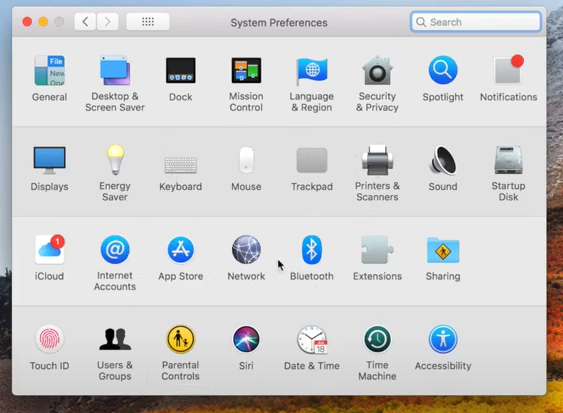 System Preferences
Search
File
New
General
Desktop &
Screen Saver
Dock
Mission
Control
Language
& Region
Security
& Privacy
Spotlight
Notifications
Displays
Energy
Saver
Keyboard
Mouse
Trackpad
Printers &
Scanners
Sound
Startup
Disk
1
iCloud
Internet
Accounts
App Store
Network
Bluetooth
Extensions
Sharing
Touch ID
Users &
Groups
Parental
Controls
Siri
18
Date & Time
Time
Machine
Accessibility